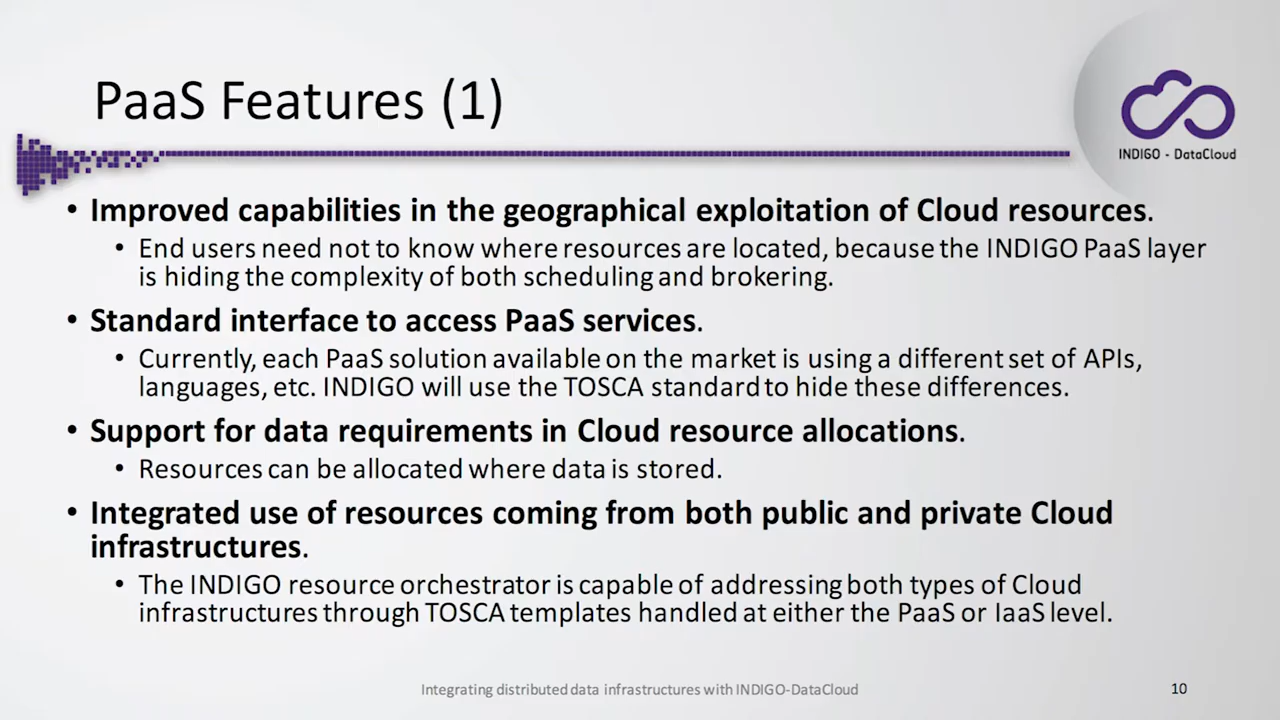 PaaS Features (1)
INDIGO - DataCloud
• Improved capabilities in the geographical exploitation of Cloud resources.
• End users need not to know where resources are located, because the INDIGO PaaS layer
is hiding the complexity of both scheduling and brokering.
• Standard interface to access PaaS services.
• Currently, each PaaS solution available on the market is using a different set of APIs,
languages, etc. INDIGO will use the TOSCA standard to hide these differences.
• Support for data requirements in Cloud resource allocations.
• Resources can be allocated where data is stored.
• Integrated use of resources coming from both public and private Cloud
infrastructures.
• The INDIGO resource orchestrator is capable of addressing both types of Cloud
infrastructures through TOSCA templates handled at either the PaaS or IaaS level.
Integrating distributed data infrastructures with INDIGO-DataCloud
10